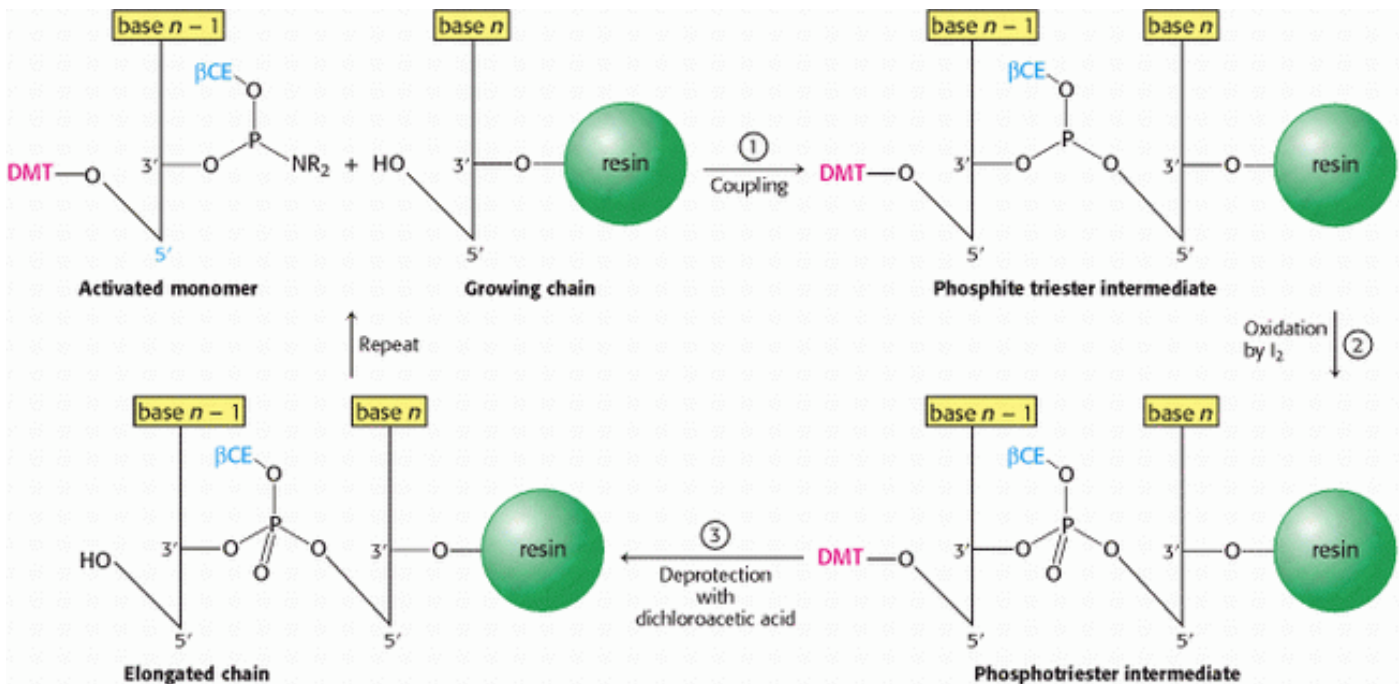 base n − 1
base n
base n − 1
base n
βCE
O
P
3′
O
NR₂
+
HO
3′
O
resin
DMT
O
5′
5′
①
Coupling
βCE
O
P
3′
O
O
3′
O
resin
DMT
O
5′
5′
Activated monomer
Growing chain
Phosphite triester intermediate
Repeat
Oxidation
by I₂
②
base n − 1
base n
base n − 1
base n
βCE
O
P
3′
O
O
O
3′
O
resin
HO
5′
5′
③
Deprotection
with
dichloroacetic acid
βCE
O
P
3′
O
O
O
3′
O
resin
DMT
O
5′
5′
Elongated chain
Phosphotriester intermediate